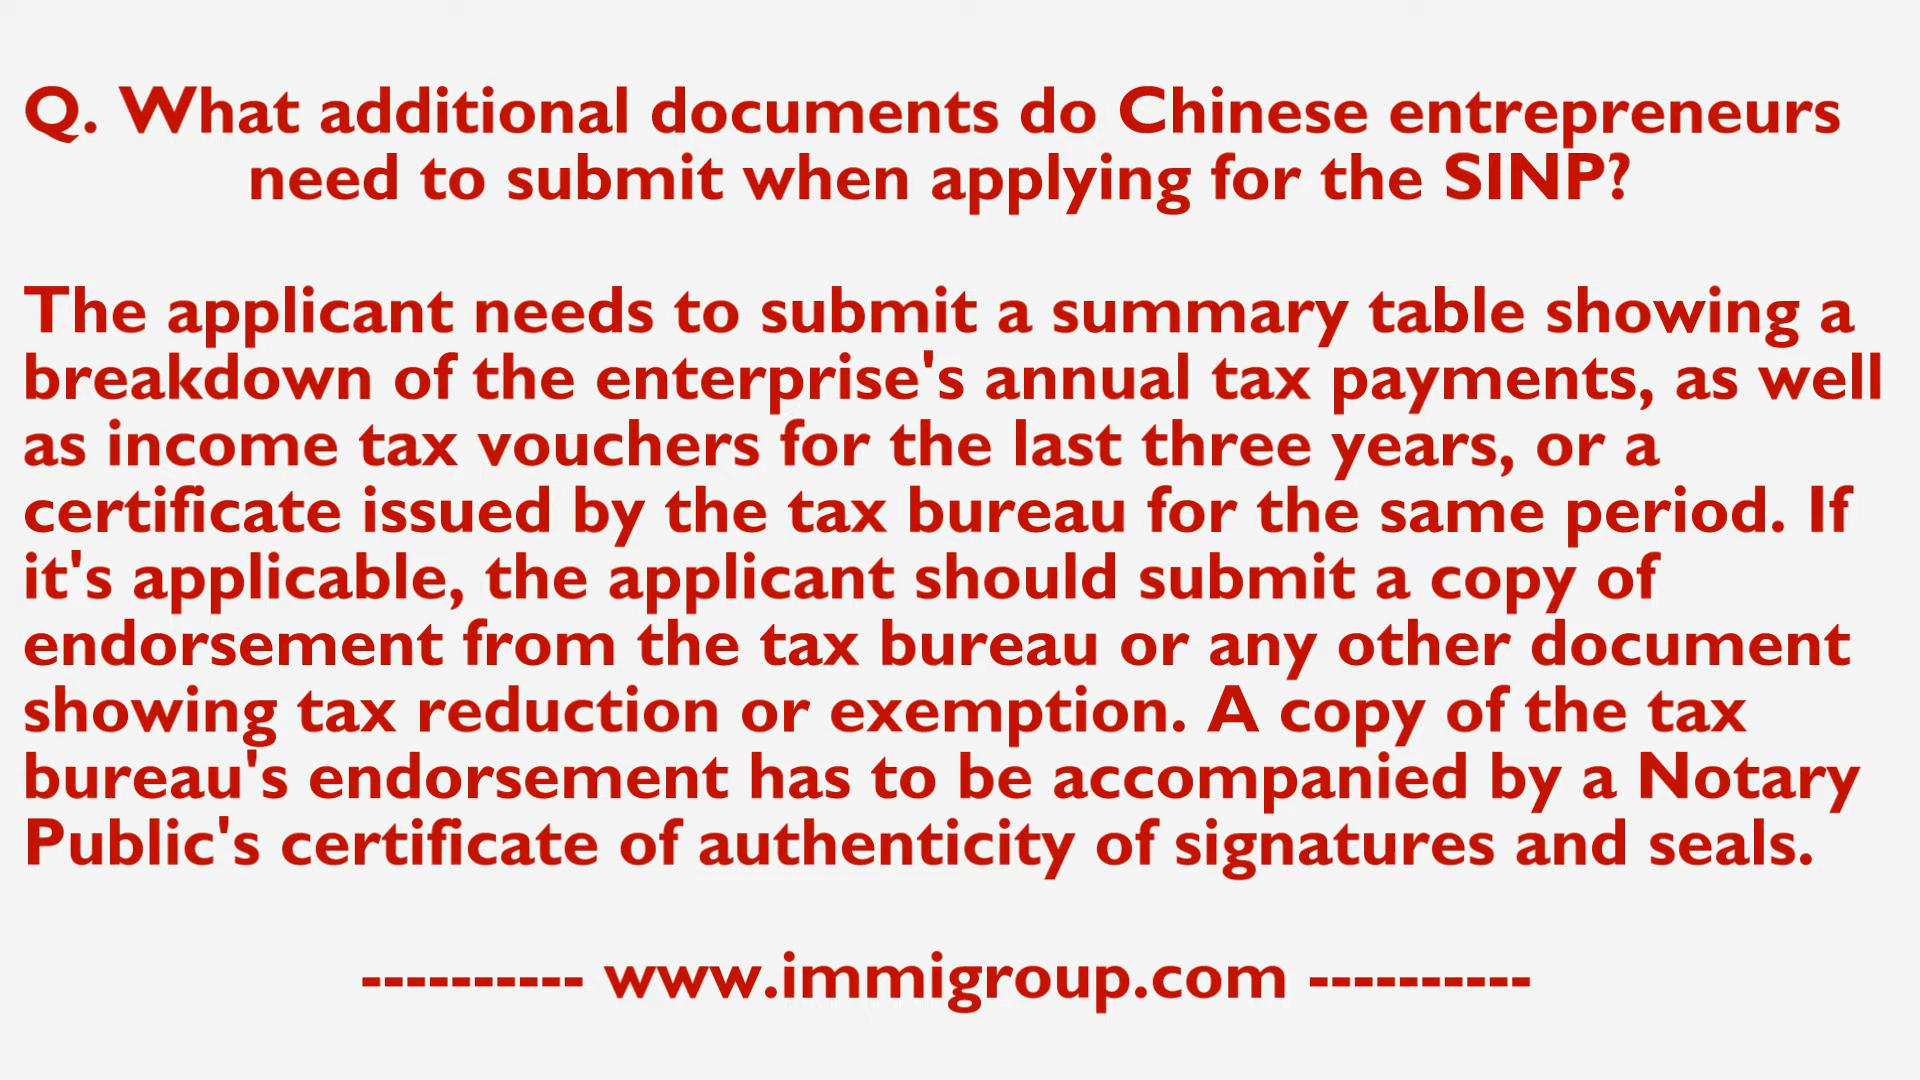 Q. What additional documents do Chinese entrepreneurs
need to submit when applying for the SINP?
The applicant needs to submit a summary table showing a
breakdown of the enterprise's annual tax payments, as well
as income tax vouchers for the last three years, or a
certificate issued by the tax bureau for the same period. If
it's applicable, the applicant should submit a copy of
endorsement from the tax bureau or any other document
showing tax reduction or exemption. A copy of the tax
bureau's endorsement has to be accompanied by a Notary
Public's certificate of authenticity of signatures and seals.
---------- www.immigroup.com ----------